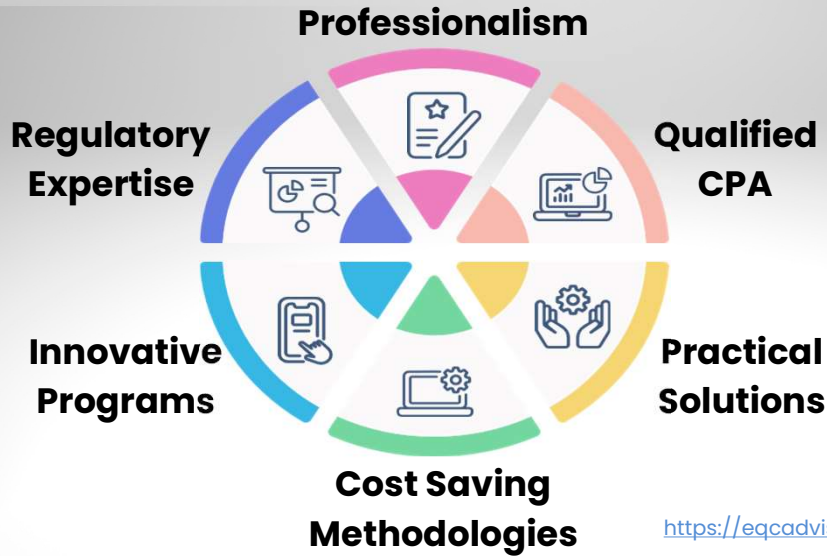 Professionalism
Regulatory
Expertise
Qualified
CPA
Innovative
Programs
Practical
Solutions
Cost Saving
Methodologies
https://eqcadvi